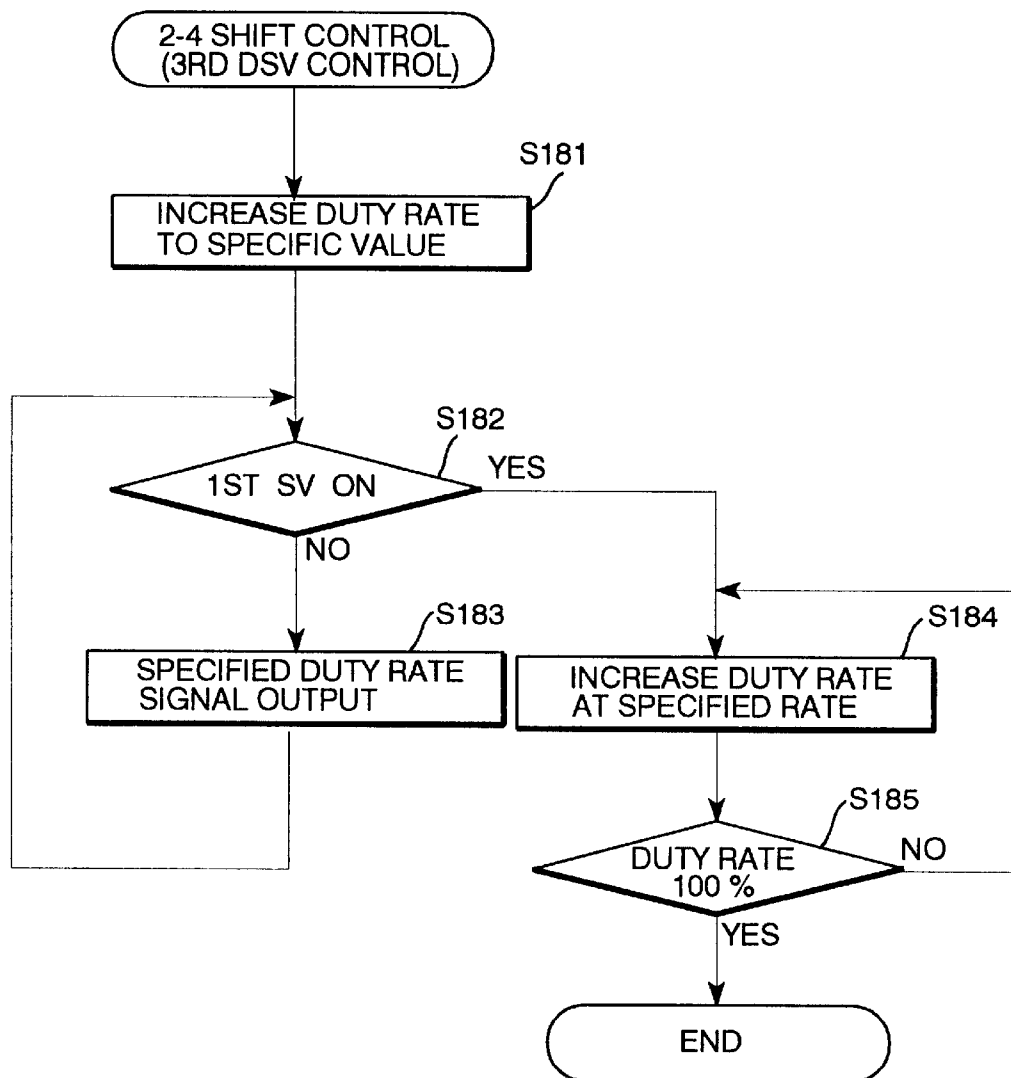 2-4 SHIFT CONTROL
(3RD DSV CONTROL)
S181
INCREASE DUTY RATE
TO SPECIFIC VALUE
S182
1ST SV ON
YES
NO
S183
SPECIFIED DUTY RATE
SIGNAL OUTPUT
S184
INCREASE DUTY RATE
AT SPECIFIED RATE
S185
DUTY RATE
100 %
NO
YES
END